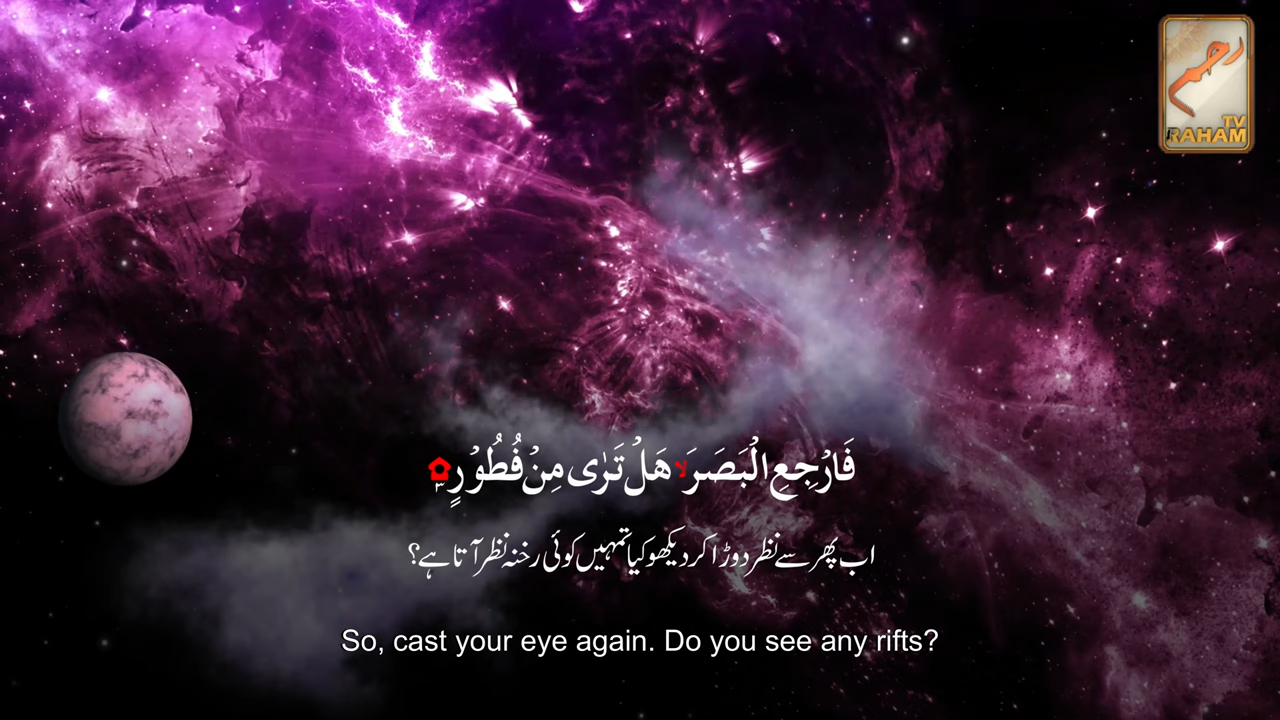 رحم
TV
RAHAM
فَارْجِعِ الْبَصَرَ ۙ هَلْ تَرٰی مِنْ فُطُوْرٍ ۟
اب پھر سے نظر دوڑا کر دیکھو کیا تمہیں کوئی رخنہ نظر آتا ہے؟
So, cast your eye again. Do you see any rifts?